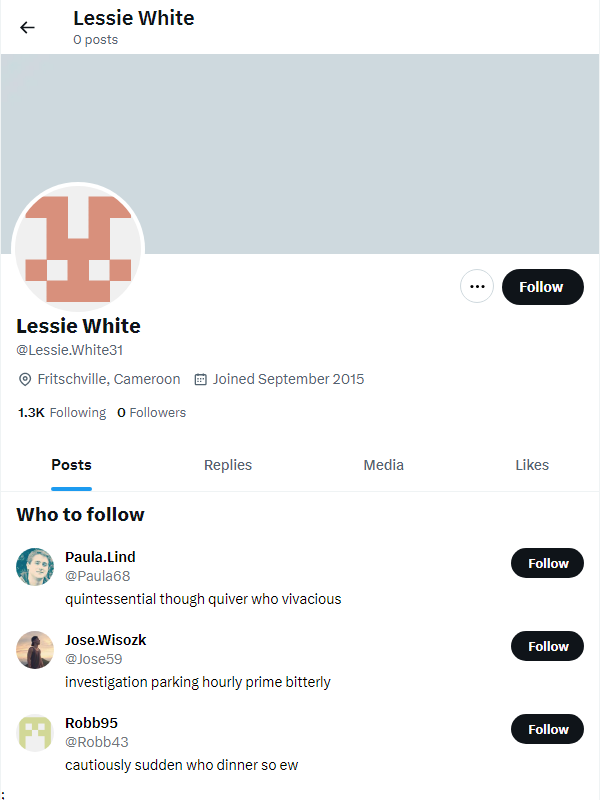 Lessie White
0 posts
Follow
Lessie White
@Lessie.White31
Fritschville, Cameroon Joined September 2015
1.3K Following 0 Followers
Posts Replies Media Likes
Who to follow
Paula.Lind
@Paula68
Follow
quintessential though quiver who vivacious
Jose.Wisozk
@Jose59
Follow
investigation parking hourly prime bitterly
Robb95
@Robb43
Follow
cautiously sudden who dinner so ew
;